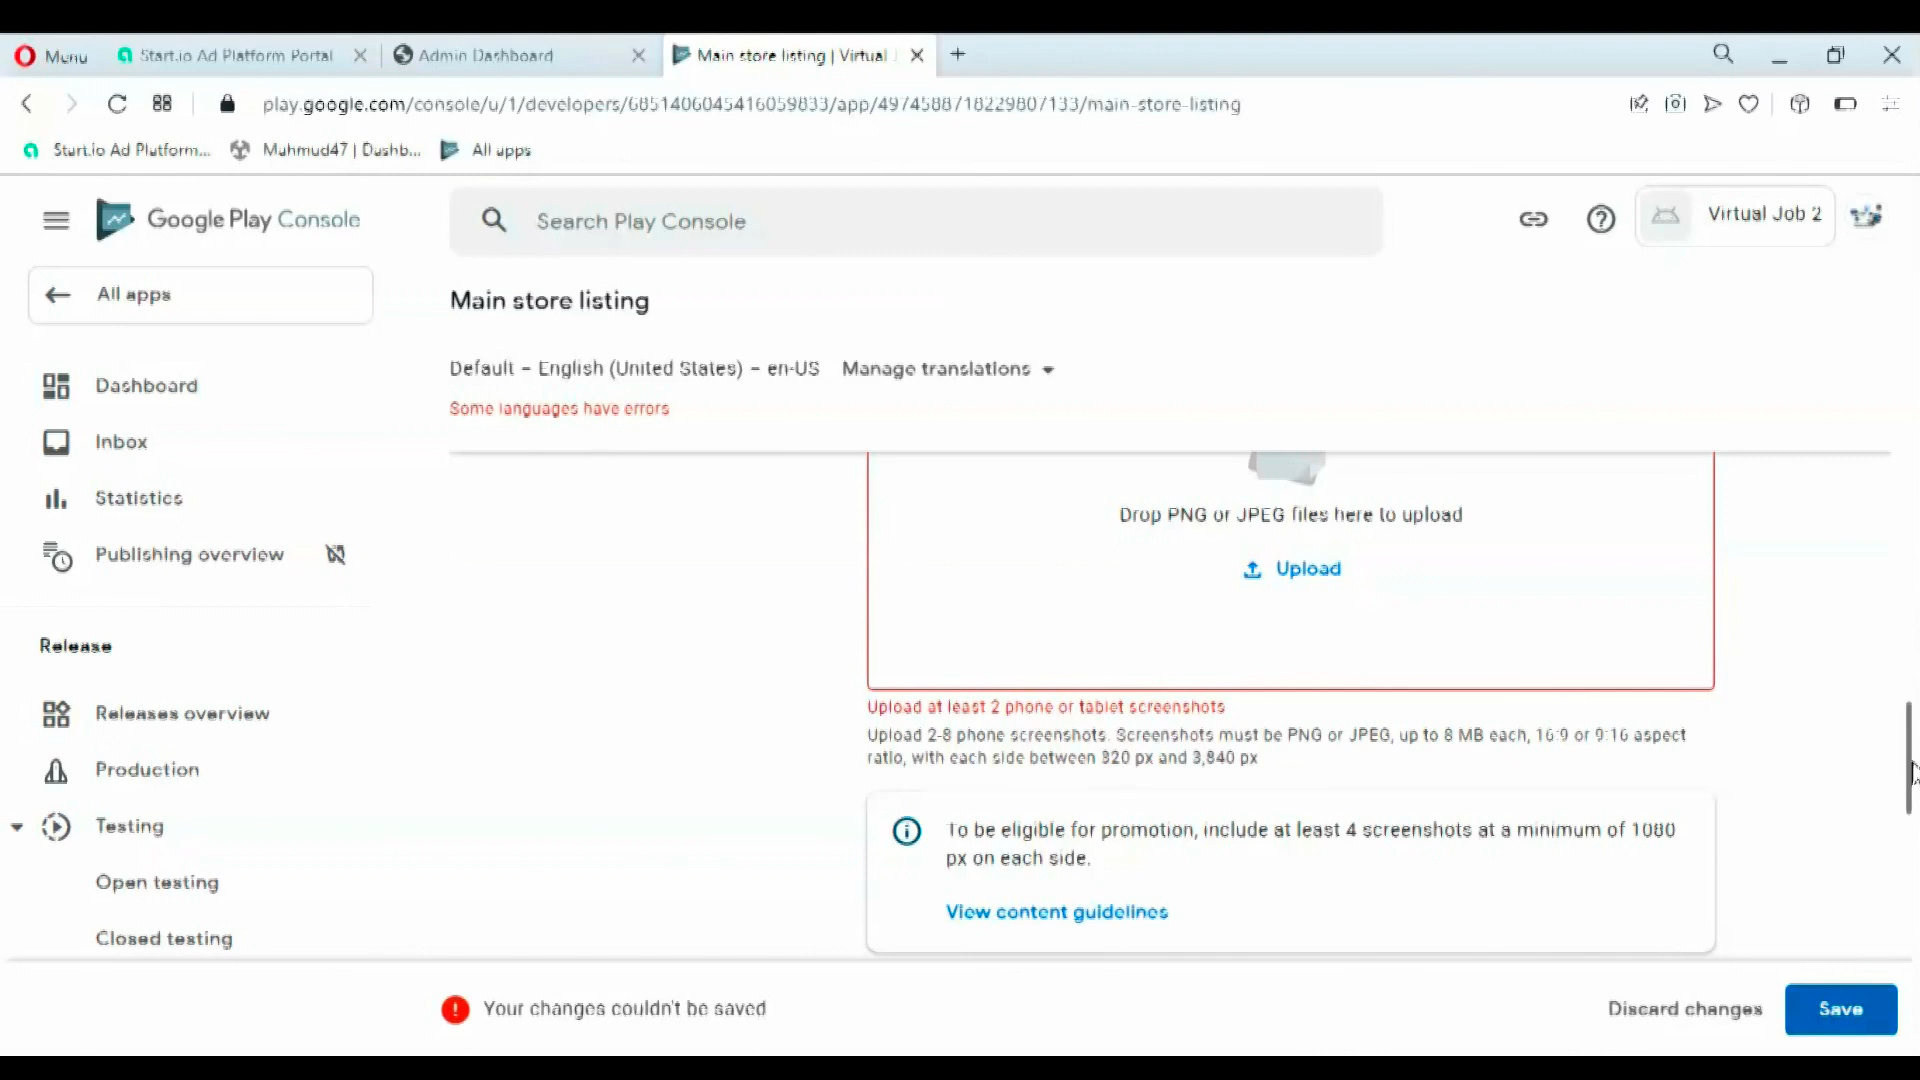 Menu
Start.io Ad Platform Portal
Admin Dashboard
Main store listing | Virtual
play.google.com/console/u/1/developers/6851406045416059833/app/4974588718229807133/main-store-listing
Start.io Ad Platform...
Mahmud47 | Dashb...
All apps
Google Play Console
Search Play Console
Virtual Job 2
All apps
Main store listing
Default – English (United States) – en-US
Manage translations
Some languages have errors
Dashboard
Inbox
Statistics
Publishing overview
Drop PNG or JPEG files here to upload
Upload
Release
Releases overview
Production
Testing
Open testing
Closed testing
Upload at least 2 phone or tablet screenshots
Upload 2-8 phone screenshots. Screenshots must be PNG or JPEG, up to 8 MB each, 16:9 or 9:16 aspect
ratio, with each side between 320 px and 3,840 px
To be eligible for promotion, include at least 4 screenshots at a minimum of 1080
px on each side.
View content guidelines
Your changes couldn't be saved
Discard changes
Save